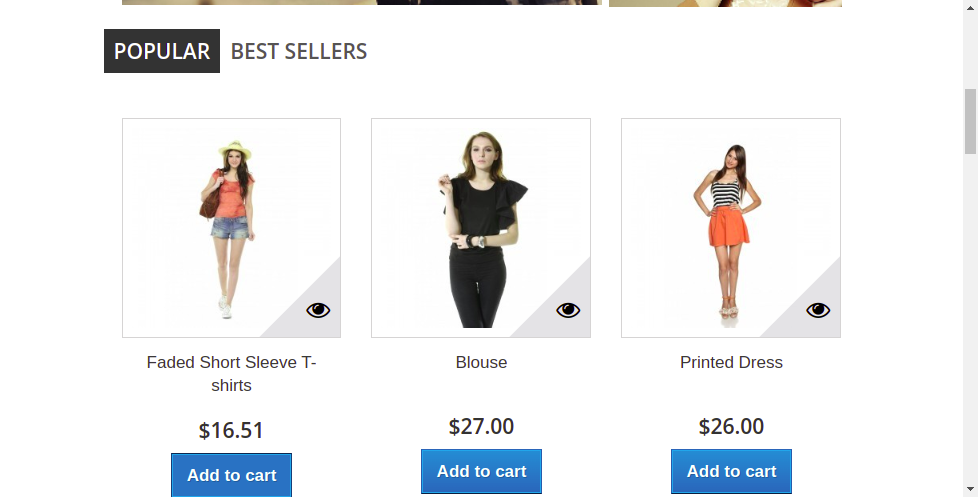 POPULAR BEST SELLERS
Faded Short Sleeve T-
shirts
Blouse
Printed Dress
$16.51
$27.00
$26.00
Add to cart
Add to cart
Add to cart